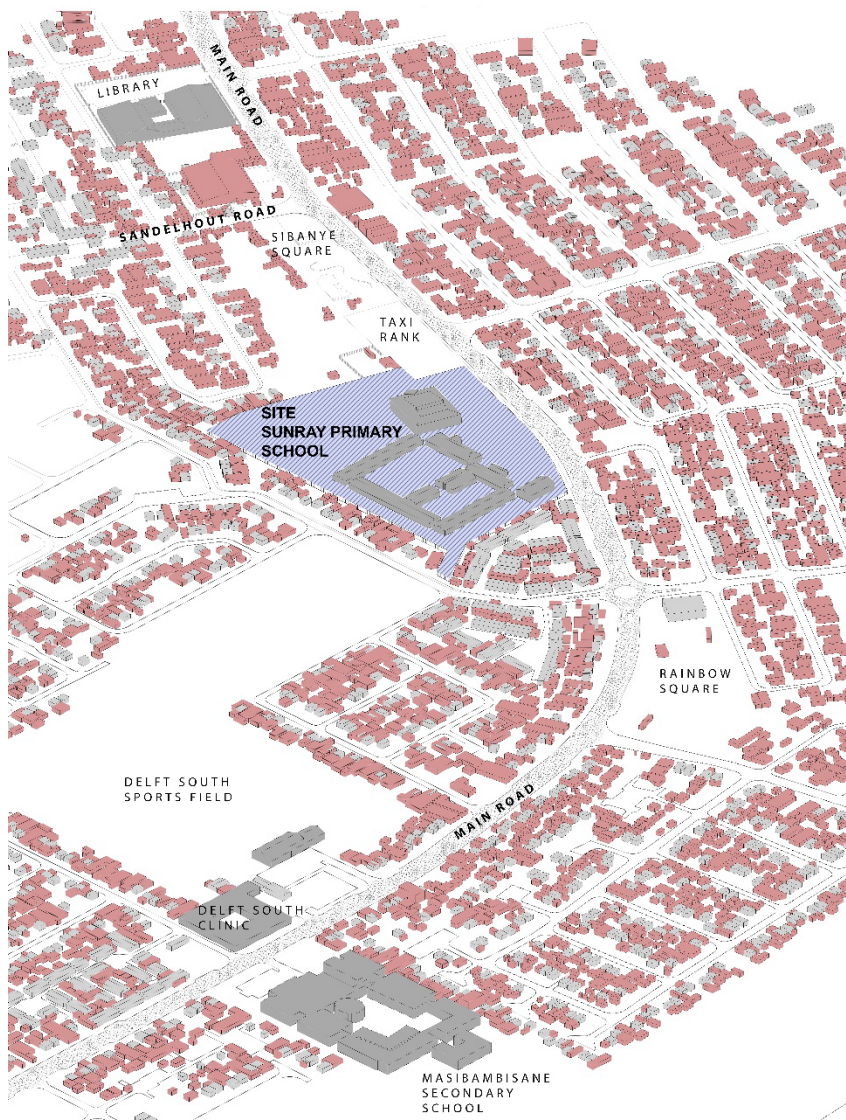 LIBRARY
MAIN ROAD
SANDELHOUT ROAD
SIBANYE
SQUARE
TAXI
RANK
SITE
SUNRAY PRIMARY
SCHOOL
RAINBOW
SQUARE
DELFT SOUTH
SPORTS FIELD
MAIN ROAD
DELFT SOUTH
CLINIC
MASIBAMBISANE
SECONDARY
SCHOOL